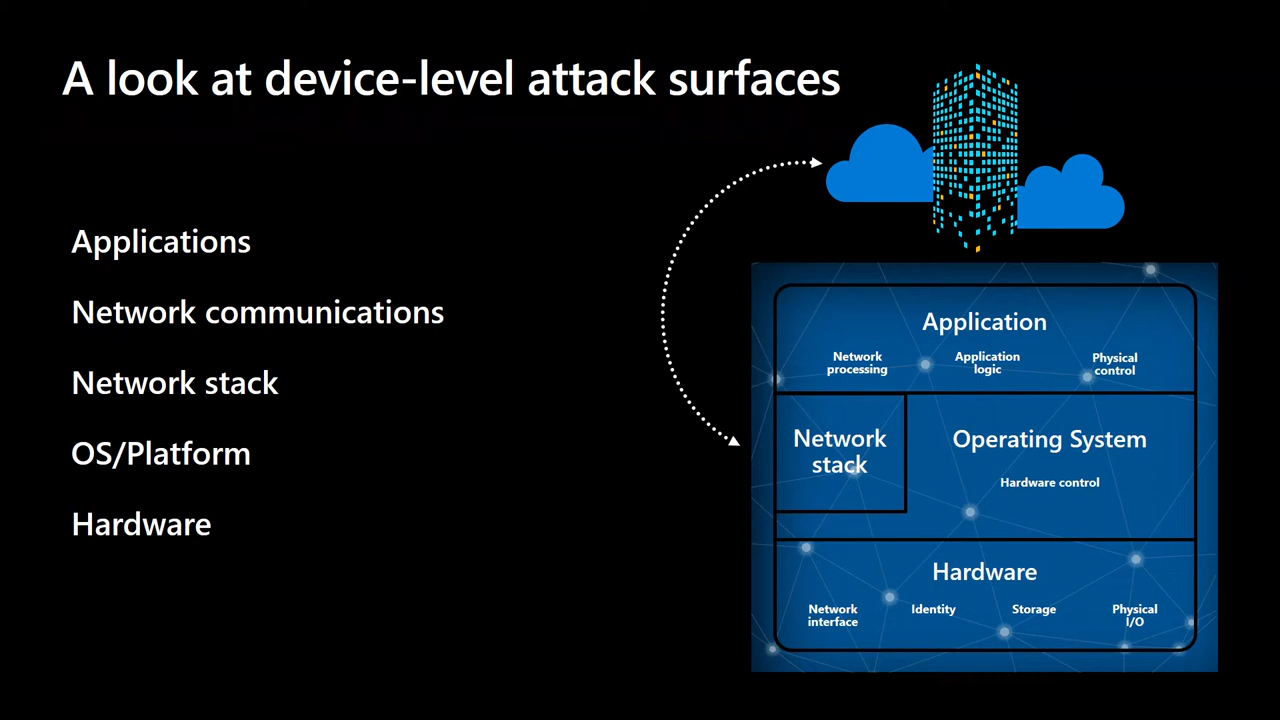 A look at device-level attack surfaces
Applications
Network communications
Network stack
OS/Platform
Hardware
Application
Network
processing
Application
logic
Physical
control
Network
stack
Operating System
Hardware control
Hardware
Network
interface
Identity
Storage
Physical
I/O